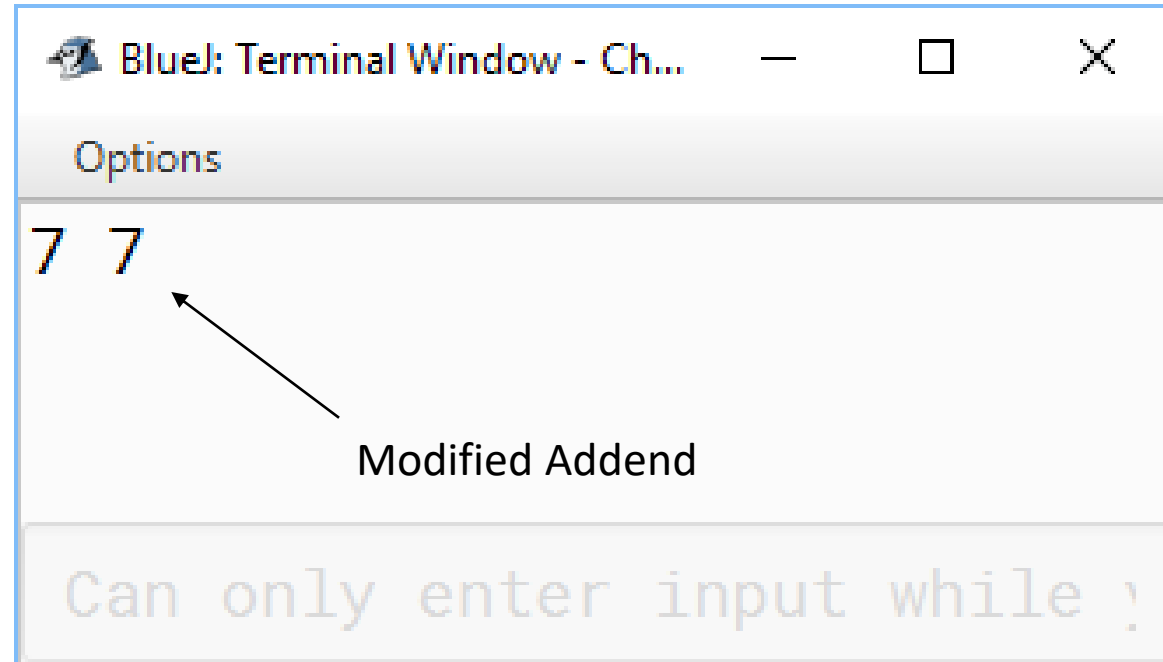 BlueJ: Terminal Window - Ch...
Options
7 7
Modified Addend
Can only enter input while